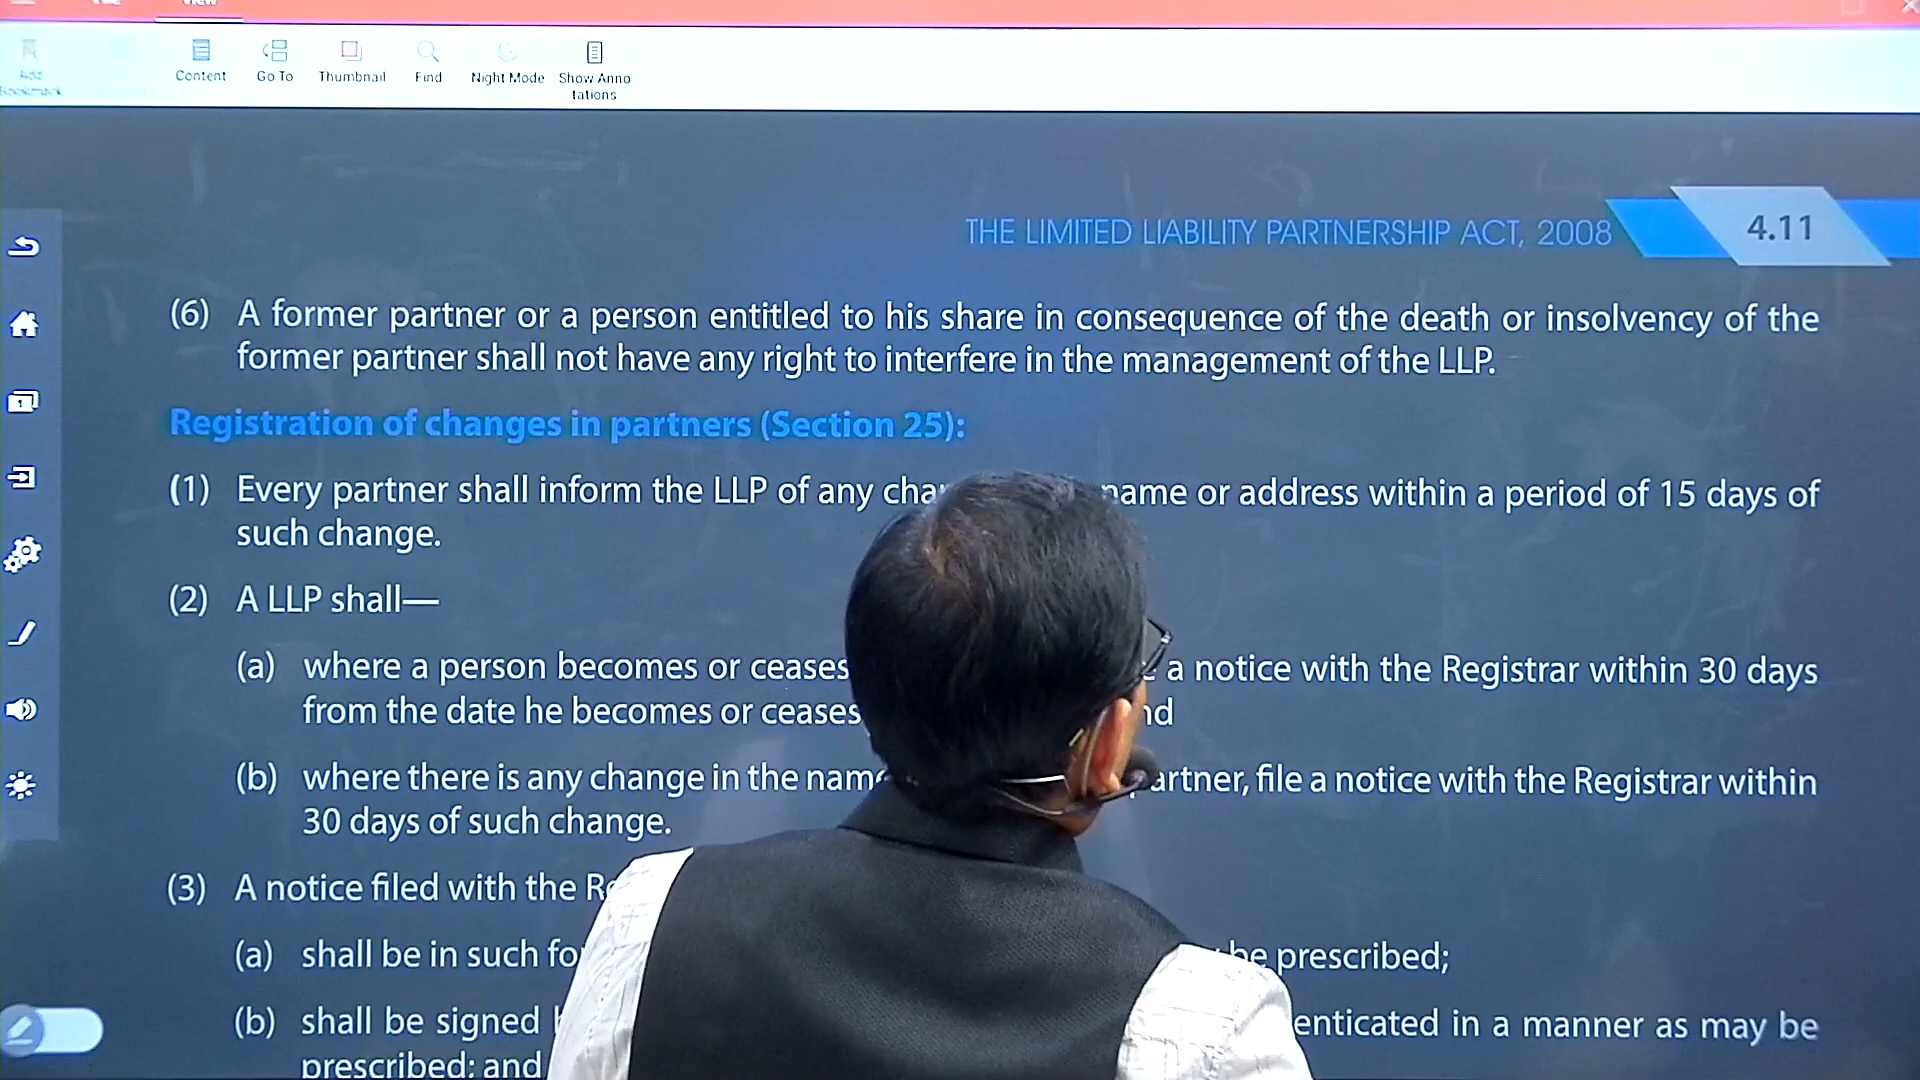 View
Add
Bookmark
Content
Go To
Thumbnail
Find
Night Mode
Show Anno
tations
THE LIMITED LIABILITY PARTNERSHIP ACT, 2008
4.11
(6) A former partner or a person entitled to his share in consequence of the death or insolvency of the
former partner shall not have any right to interfere in the management of the LLP.
Registration of changes in partners (Section 25):
(1) Every partner shall inform the LLP of any name or address within a period of 15 days of
such change.
(2) A LLP shall—
(a) where a person becomes or ceases a notice with the Registrar within 30 days
from the date he becomes or ceases
(b) where there is any change in the partner, file a notice with the Registrar within
30 days of such change.
(3) A notice filed with the
(a) shall be in such be prescribed;
(b) shall be signed in a manner as may be
prescribed; and